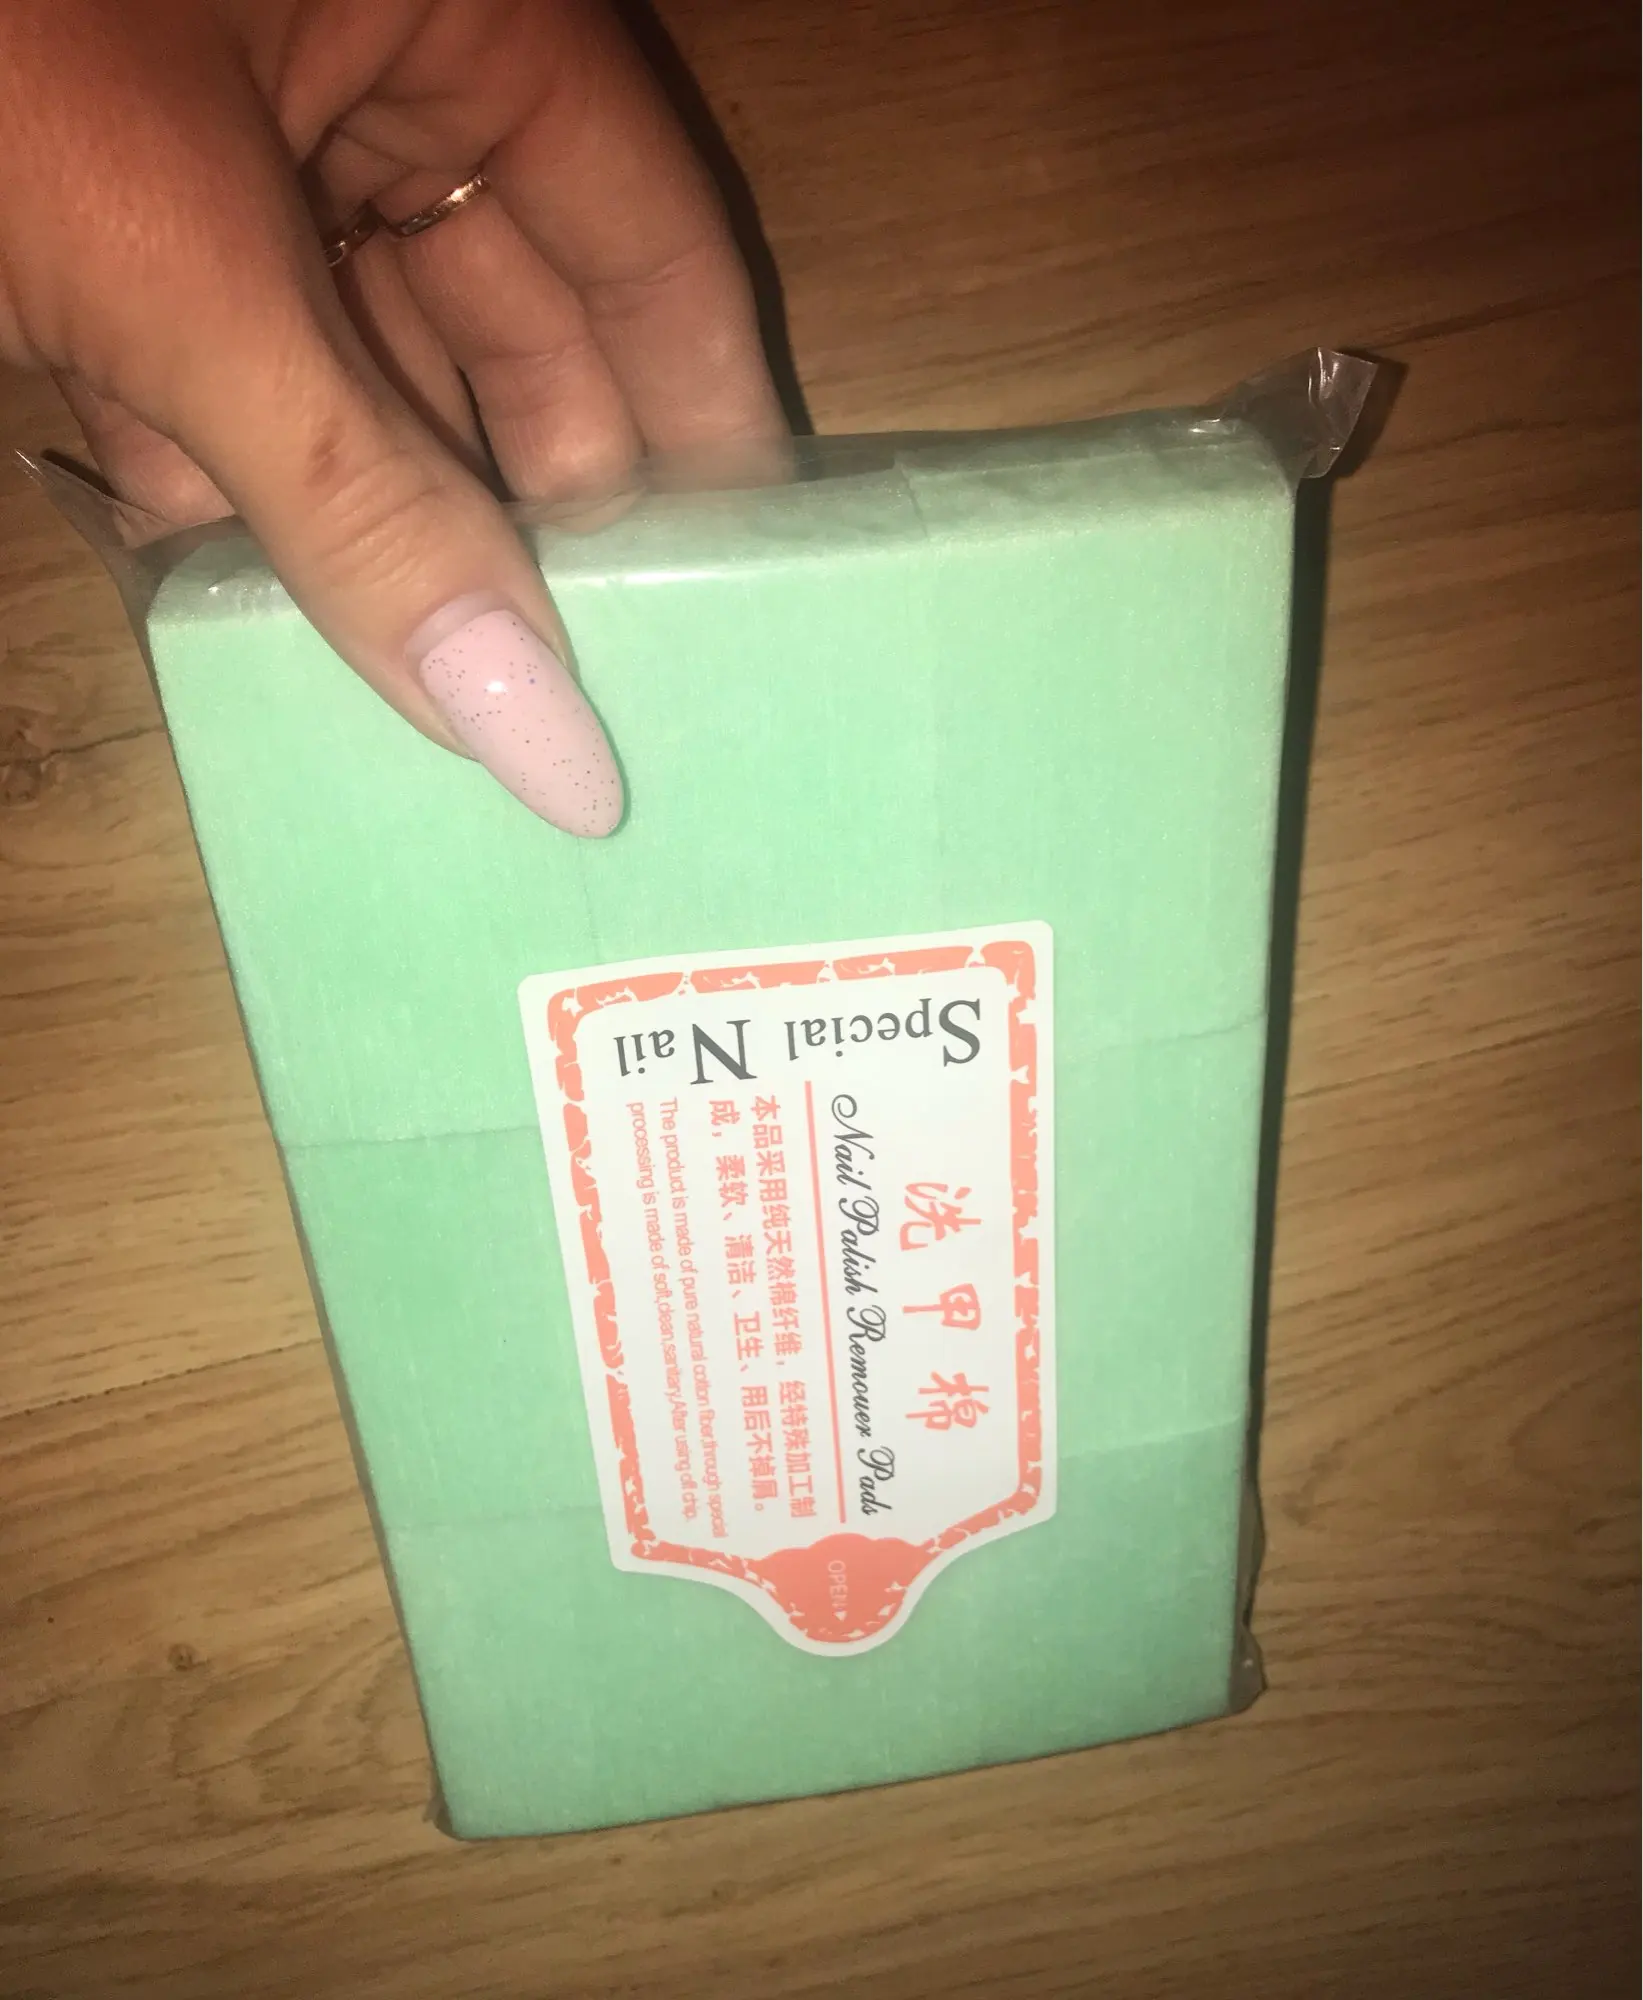 Special Nail
洗甲棉
Nail Palish Remouer Pads
本品采用纯天然绵纤维，经特殊加工制
成，柔软、清洁、卫生、用后不掉屑。
The product is made of pure natural cotton fiber,through special
processing is made of soft,clean,sanitary.After using off chip.
OPEN